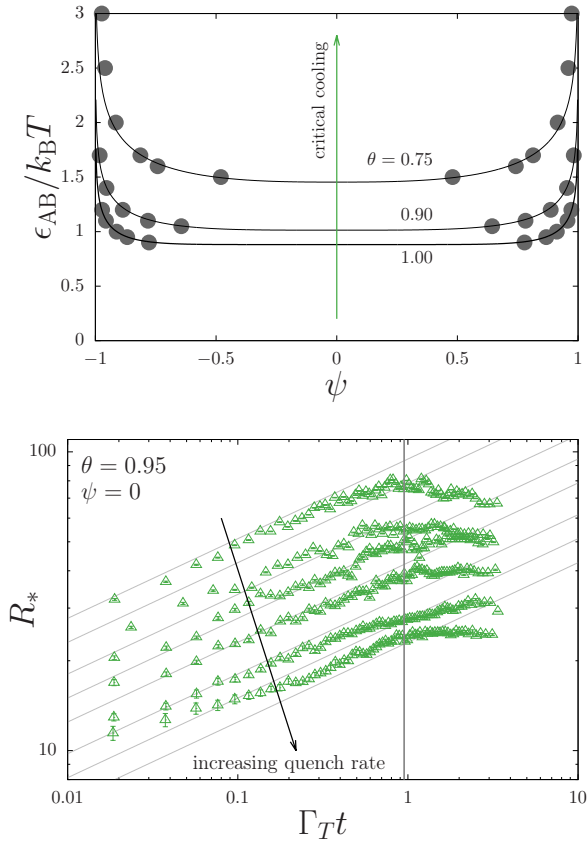 3
2.5
2
1.5
1
0.5
0
ϵ_AB/k_BT
critical cooling
θ = 0.75
0.90
1.00
−1
−0.5
0
0.5
1
ψ
100
10
R_*
θ = 0.95
ψ = 0
increasing quench rate
0.01
0.1
1
10
Γ_T t